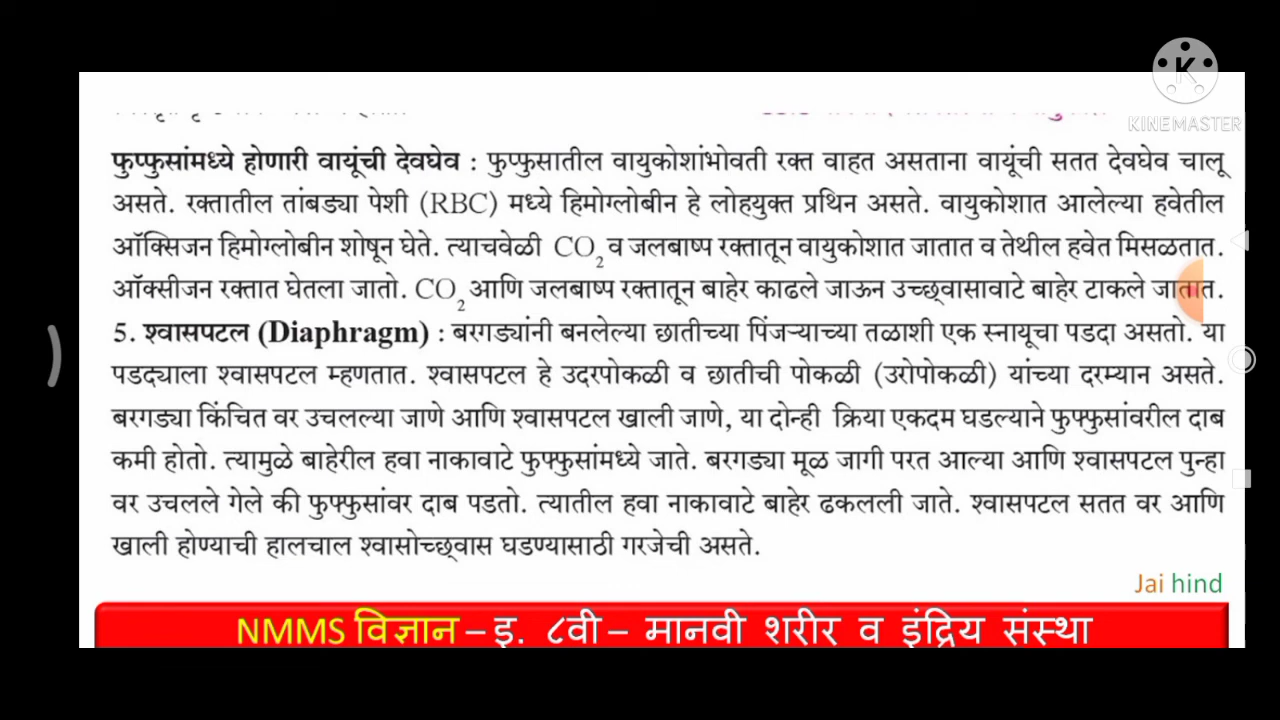 KINEMASTER
फुप्फुसांमध्ये होणारी वायूंची देवघेव : फुप्फुसातील वायुकोशांभोवती रक्त वाहत असताना वायूंची सतत देवघेव चालू
असते. रक्तातील तांबड्या पेशी (RBC) मध्ये हिमोग्लोबीन हे लोहयुक्त प्रथिन असते. वायुकोशात आलेल्या हवेतील
ऑक्सिजन हिमोग्लोबीन शोषून घेते. त्याचवेळी CO₂ व जलबाष्प रक्तातून वायुकोशात जातात व तेथील हवेत मिसळतात.
ऑक्सीजन रक्तात घेतला जातो. CO₂ आणि जलबाष्प रक्तातून बाहेर काढले जाऊन उच्छ्वासावाटे बाहेर टाकले जातात.
5. श्वासपटल (Diaphragm) : बरगड्यांनी बनलेल्या छातीच्या पिंजऱ्याच्या तळाशी एक स्नायूचा पडदा असतो. या
पडद्याला श्वासपटल म्हणतात. श्वासपटल हे उदरपोकळी व छातीची पोकळी (उरोपोकळी) यांच्या दरम्यान असते.
बरगड्या किंचित वर उचलल्या जाणे आणि श्वासपटल खाली जाणे, या दोन्ही क्रिया एकदम घडल्याने फुफ्फुसांवरील दाब
कमी होतो. त्यामुळे बाहेरील हवा नाकावाटे फुफ्फुसांमध्ये जाते. बरगड्या मूळ जागी परत आल्या आणि श्वासपटल पुन्हा
वर उचलले गेले की फुफ्फुसांवर दाब पडतो. त्यातील हवा नाकावाटे बाहेर ढकलली जाते. श्वासपटल सतत वर आणि
खाली होण्याची हालचाल श्वासोच्छ्वास घडण्यासाठी गरजेची असते.
Jai hind
NMMS विज्ञान – इ. ८वी – मानवी शरीर व इंद्रिय संस्था